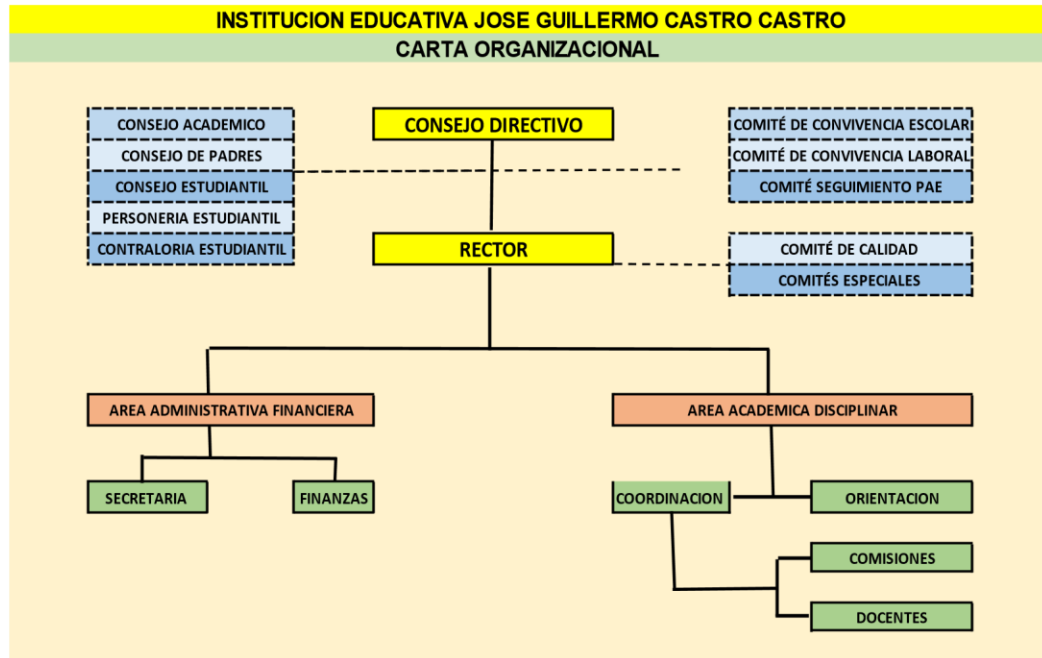 INSTITUCION EDUCATIVA JOSE GUILLERMO CASTRO CASTRO
CARTA ORGANIZACIONAL
CONSEJO ACADEMICO
CONSEJO DE PADRES
CONSEJO ESTUDIANTIL
PERSONERIA ESTUDIANTIL
CONTRALORIA ESTUDIANTIL
CONSEJO DIRECTIVO
COMITÉ DE CONVIVENCIA ESCOLAR
COMITÉ DE CONVIVENCIA LABORAL
COMITÉ SEGUIMIENTO PAE
RECTOR
COMITÉ DE CALIDAD
COMITÉS ESPECIALES
AREA ADMINISTRATIVA FINANCIERA
AREA ACADEMICA DISCIPLINAR
SECRETARIA
FINANZAS
COORDINACION
ORIENTACION
COMISIONES
DOCENTES